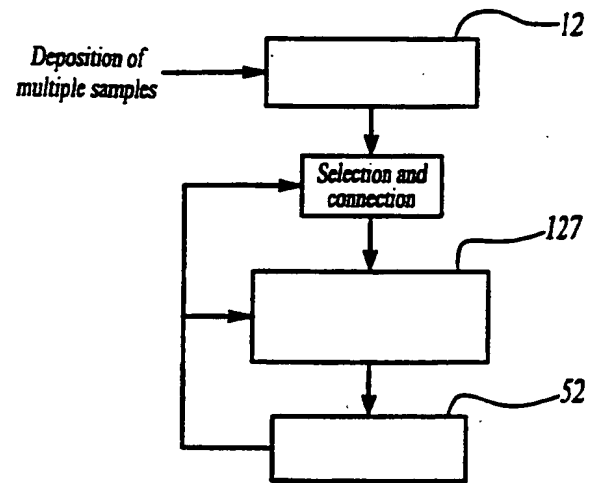 12
Deposition of
multiple samples
Selection and
connection
127
52